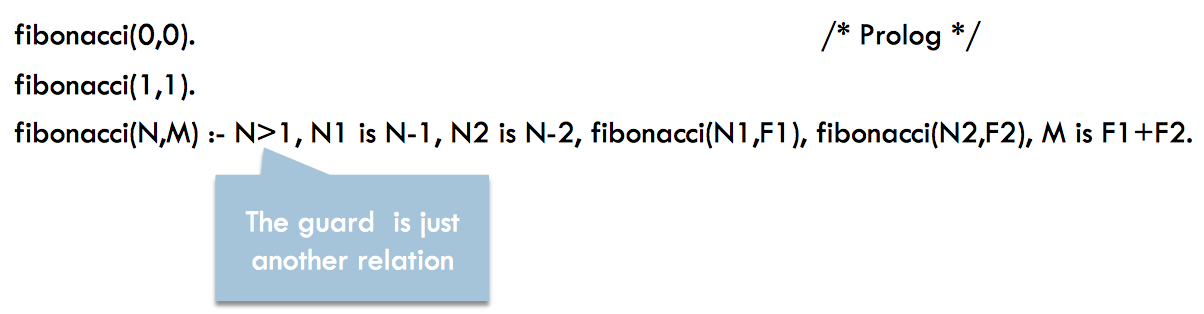 fibonacci(0,0). /* Prolog */
fibonacci(1,1).
fibonacci(N,M) :- N>1, N1 is N-1, N2 is N-2, fibonacci(N1,F1), fibonacci(N2,F2), M is F1+F2.
The guard is just
another relation